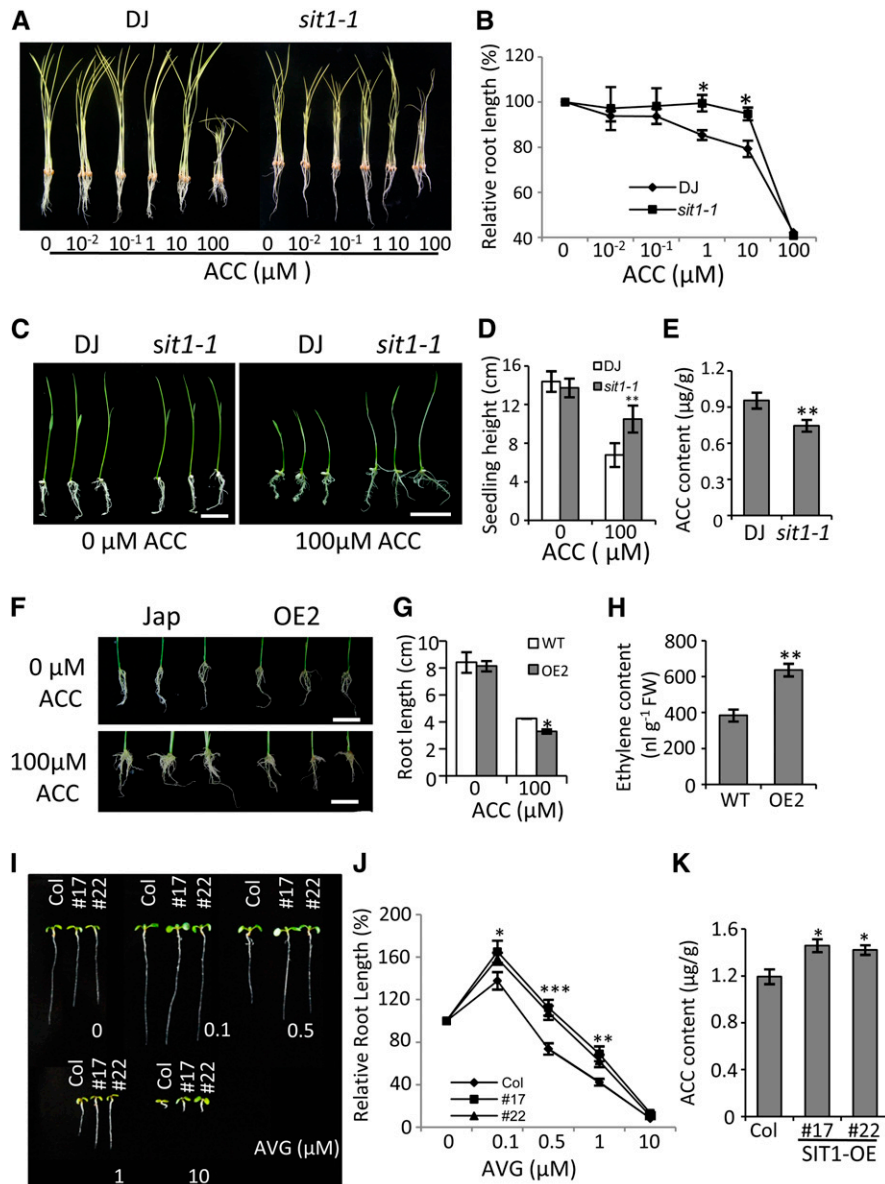 A
DJ
sit1-1
0 10-2 10-1 1 10 100 0 10-2 10-1 1 10 100
ACC (µM )
B
Relative root length (%)
120
100
80
60
40
*
*
DJ
sit1-1
0 10-2 10-1 1 10 100
ACC (µM)
C
DJ sit1-1 DJ sit1-1
0 µM ACC 100µM ACC
D
Seedling height (cm)
16
12
8
4
0
DJ
sit1-1
**
0 100
ACC ( µM)
E
ACC content (µg/g)
1.2
0.9
0.6
0.3
0
**
DJ sit1-1
F
Jap OE2
0 µM
ACC
100µM
ACC
G
Root length (cm)
10
8
6
4
2
0
WT
OE2
*
0 100
ACC (µM)
H
Ethylene content
(nl g-1 FW)
800
600
400
200
0
**
WT OE2
I
Col #17 #22 Col #17 #22 Col #17 #22
0 0.1 0.5
Col #17 #22 Col #17 #22
AVG (µM)
1 10
J
Relative Root Length (%)
200
160
120
80
40
0
*
***
**
Col
#17
#22
0 0.1 0.5 1 10
AVG (µM)
K
ACC content (µg/g)
1.6
1.2
0.8
0.4
0
* *
Col #17 #22
SIT1-OE